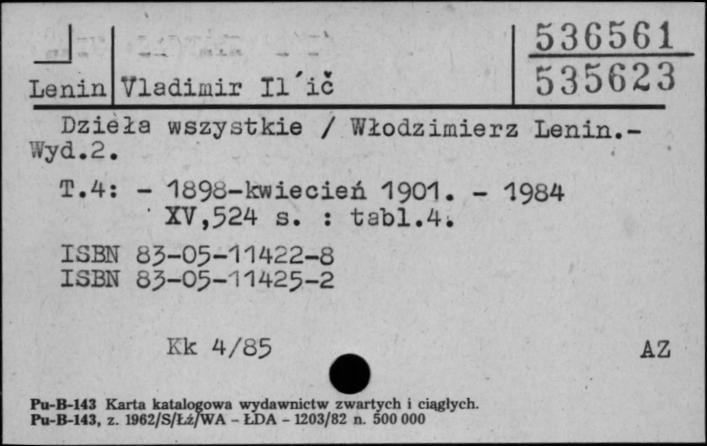 536561
535623
Lenin Vladimir Il´ič
Dzieła wszystkie / Włodzimierz Lenin.-
Wyd.2.
T.4: - 1898-kwiecień 1901. - 1984
XV,524 s. : tabl.4.
ISBN 83-05-11422-8
ISBN 83-05-11425-2
Kk 4/85 AZ
Pu-B-143 Karta katalogowa wydawnictw zwartych i ciągłych.
Pu-B-143, z. 1962/S/Łź/WA - ŁDA - 1203/82 n. 500 000